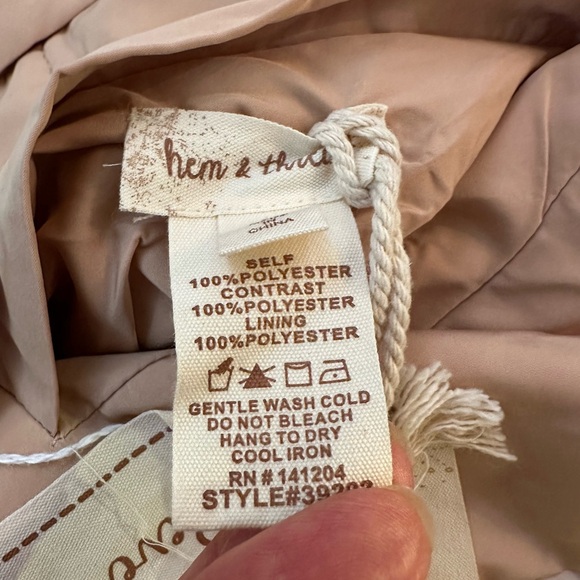 hem &
CHINA
SELF
100%POLYESTER
CONTRAST
100%POLYESTER
LINING
100%POLYESTER
GENTLE WASH COLD
DO NOT BLEACH
HANG TO DRY
COOL IRON
RN # 141204